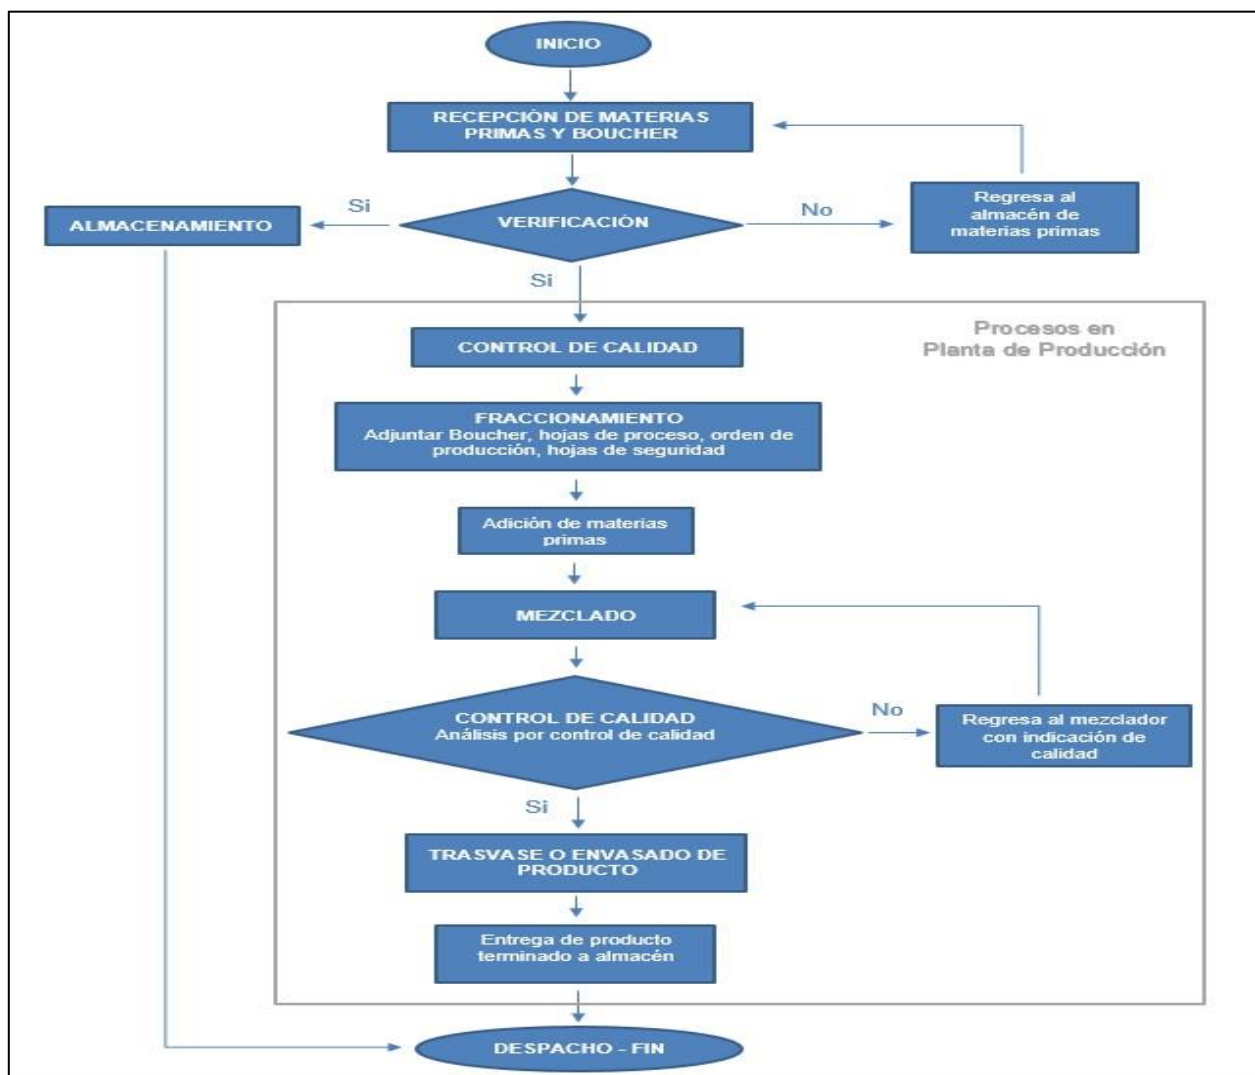 INICIO
RECEPCIÓN DE MATERIAS
PRIMAS Y BOUCHER
Si
ALMACENAMIENTO
VERIFICACIÓN
No
Regresa al
almacén de
materias primas
Si
Procesos en
Planta de Producción
CONTROL DE CALIDAD
FRACCIONAMIENTO
Adjuntar Boucher, hojas de proceso, orden de
producción, hojas de seguridad
Adición de materias
primas
MEZCLADO
CONTROL DE CALIDAD
Análisis por control de calidad
No
Regresa al mezclador
con indicación de
calidad
Si
TRASVASE O ENVASADO DE
PRODUCTO
Entrega de producto
terminado a almacén
DESPACHO - FIN